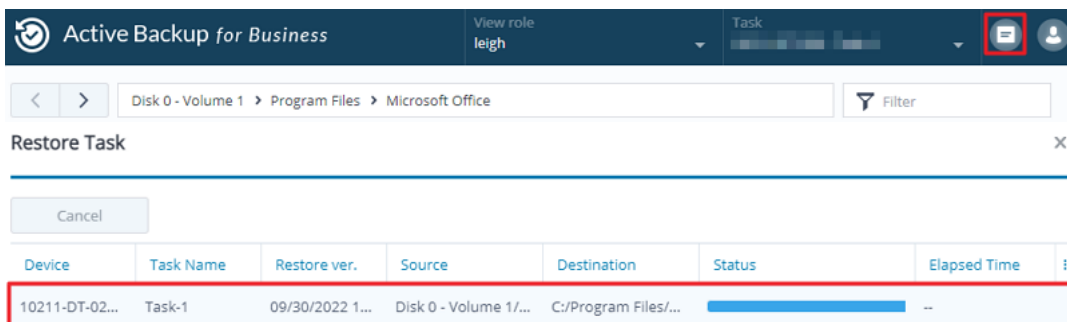 Active Backup for Business
View role
leigh
Task
Disk 0 - Volume 1 > Program Files > Microsoft Office
Filter
Restore Task
Cancel
Device Task Name Restore ver. Source Destination Status Elapsed Time
10211-DT-02... Task-1 09/30/2022 1... Disk 0 - Volume 1/... C:/Program Files/... --